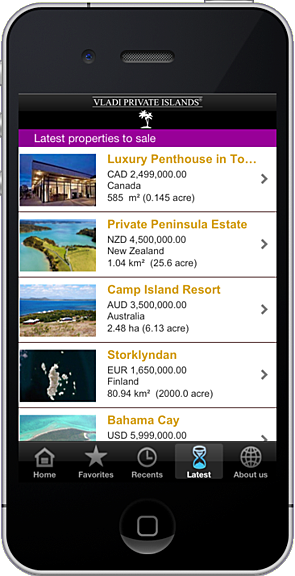 VLADI PRIVATE ISLANDS
Latest properties to sale
Luxury Penthouse in To...
CAD 2,499,000.00
Canada
585 m² (0.145 acre)
Private Peninsula Estate
NZD 4,500,000.00
New Zealand
1.04 km² (25.6 acre)
Camp Island Resort
AUD 3,500,000.00
Australia
2.48 ha (6.13 acre)
Storklyndan
EUR 1,650,000.00
Finland
80.94 km² (2000.0 acre)
Bahama Cay
USD 5,999,000.00
Home Favorites Recents Latest About us